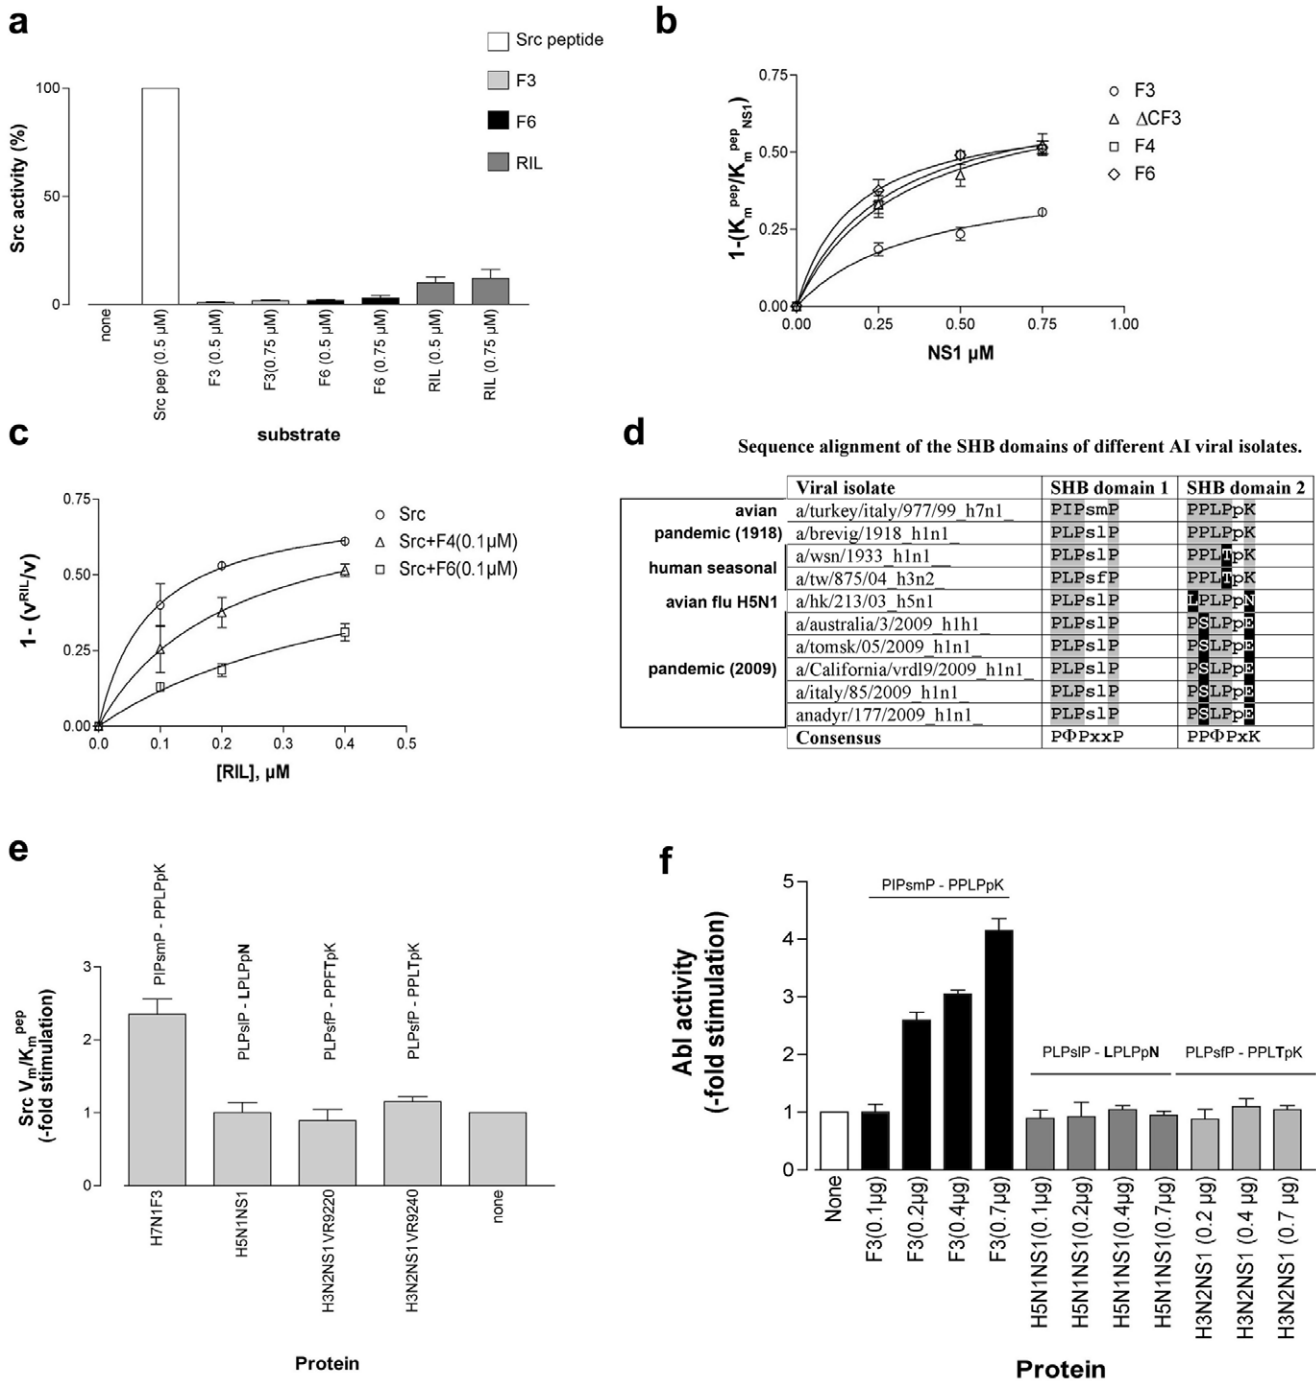 a
Src peptide
F3
F6
RIL
Src activity (%)
100
50
0
none
Src pep (0.5 µM)
F3 (0.5 µM)
F3(0.75 µM)
F6 (0.5 µM)
F6 (0.75 µM)
RIL (0.5 µM)
RIL (0.75 µM)
substrate
b
1-(Km^pep/Km^pep NS1)
0.75
0.50
0.25
0.00
0.00 0.25 0.50 0.75 1.00
NS1 µM
F3
ΔCF3
F4
F6
c
1- (v^RIL/v)
0.75
0.50
0.25
0.00
0.0 0.1 0.2 0.3 0.4 0.5
[RIL], µM
Src
Src+F4(0.1µM)
Src+F6(0.1µM)
d
Sequence alignment of the SHB domains of different AI viral isolates.
Viral isolate SHB domain 1 SHB domain 2
avian a/turkey/italy/977/99_h7n1_ PIPsmP PPLPpK
pandemic (1918) a/brevig/1918_h1n1_ PLPslP PPLPpK
human seasonal a/wsn/1933_h1n1__ PLPslP PPLTpK
a/tw/875/04_h3n2_ PLPsfP PPLTpK
avian flu H5N1 a/hk/213/03_h5n1 PLPslP LPLPpN
pandemic (2009) a/australia/3/2009_h1h1_ PLPslP PSLPpE
a/tomsk/05/2009_h1n1_ PLPslP PSLPpE
a/California/vrdl9/2009_h1n1_ PLPslP PSLPpE
a/italy/85/2009_h1n1_ PLPslP PSLPpE
anadyr/177/2009_h1n1_ PLPslP PSLPpE
Consensus PΦPxxP PPΦPxK
e
Src Vm/Km^pep
(-fold stimulation)
3
2
1
0
PIPsmP - PPLPpK
PLPslP - LPLPpN
PLPsfP - PPFTpK
PLPsfP - PPLTpK
H7N1F3
H5N1NS1
H3N2NS1 VR9220
H3N2NS1 VR9240
none
Protein
f
Abl activity
(-fold stimulation)
5
4
3
2
1
0
PIPsmP - PPLPpK
PLPslP - LPLPpN
PLPsfP - PPLTpK
None
F3(0.1µg)
F3(0.2µg)
F3(0.4µg)
F3(0.7µg)
H5N1NS1(0.1µg)
H5N1NS1(0.2µg)
H5N1NS1(0.4µg)
H5N1NS1(0.7µg)
H3N2NS1 (0.2 µg)
H3N2NS1 (0.4 µg)
H3N2NS1 (0.7 µg)
Protein